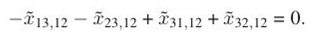 −x̃₁₃,₁₂ − x̃₂₃,₁₂ + x̃₃₁,₁₂ + x̃₃₂,₁₂ = 0.